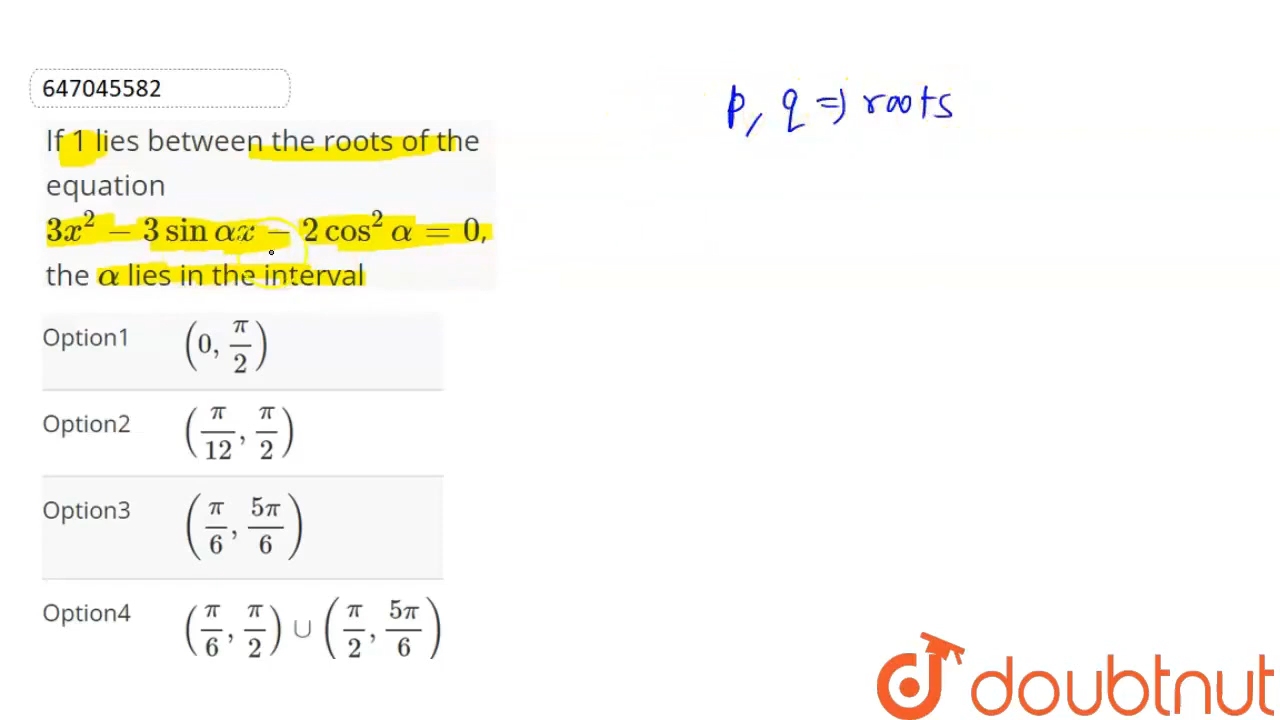 647045582
p, q ⇒ roots
If 1 lies between the roots of the
equation
3x² − 3 sin αx − 2 cos² α = 0,
the α lies in the interval
Option1 (0, π/2)
Option2 (π/12, π/2)
Option3 (π/6, 5π/6)
Option4 (π/6, π/2) ∪ (π/2, 5π/6)
doubtnut